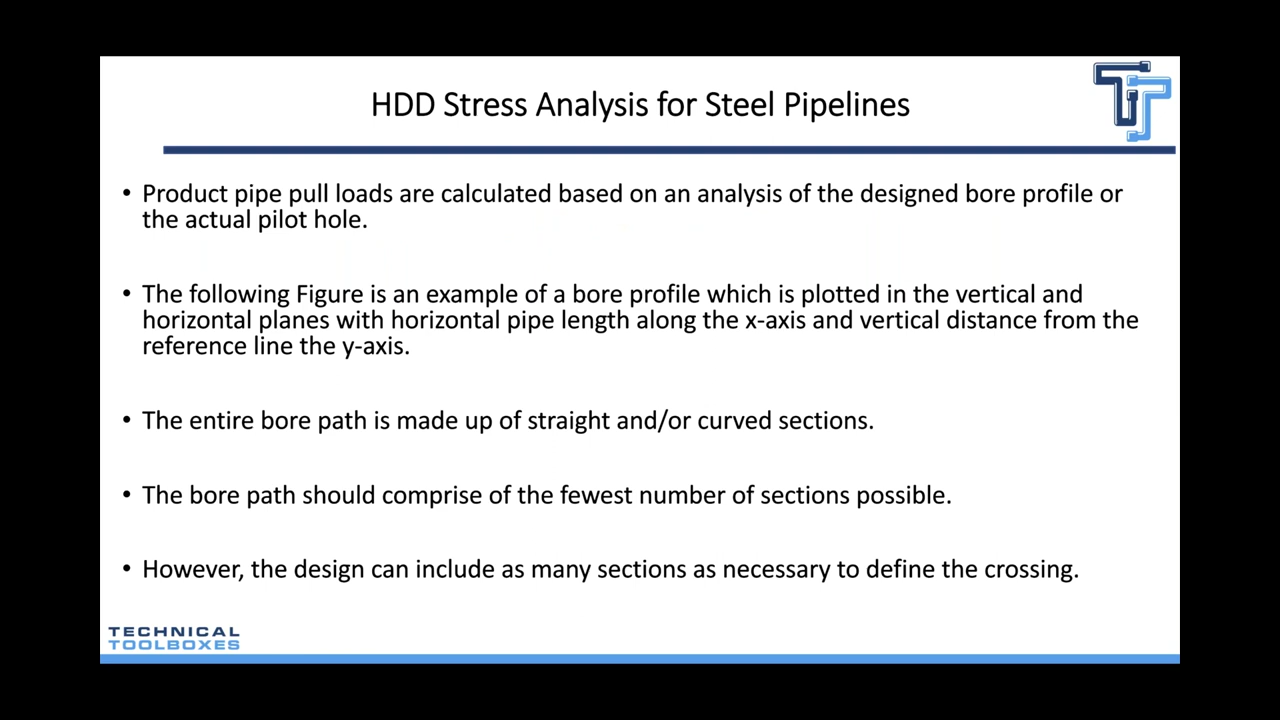 HDD Stress Analysis for Steel Pipelines
• Product pipe pull loads are calculated based on an analysis of the designed bore profile or
the actual pilot hole.
• The following Figure is an example of a bore profile which is plotted in the vertical and
horizontal planes with horizontal pipe length along the x-axis and vertical distance from the
reference line the y-axis.
• The entire bore path is made up of straight and/or curved sections.
• The bore path should comprise of the fewest number of sections possible.
• However, the design can include as many sections as necessary to define the crossing.
TECHNICAL
TOOLBOXES